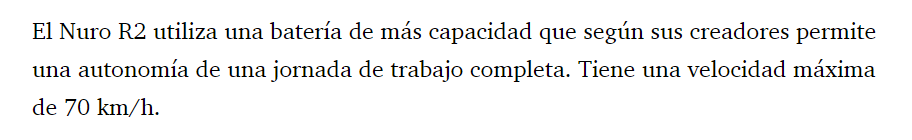 El Nuro R2 utiliza una batería de más capacidad que según sus creadores permite
una autonomía de una jornada de trabajo completa. Tiene una velocidad máxima
de 70 km/h.